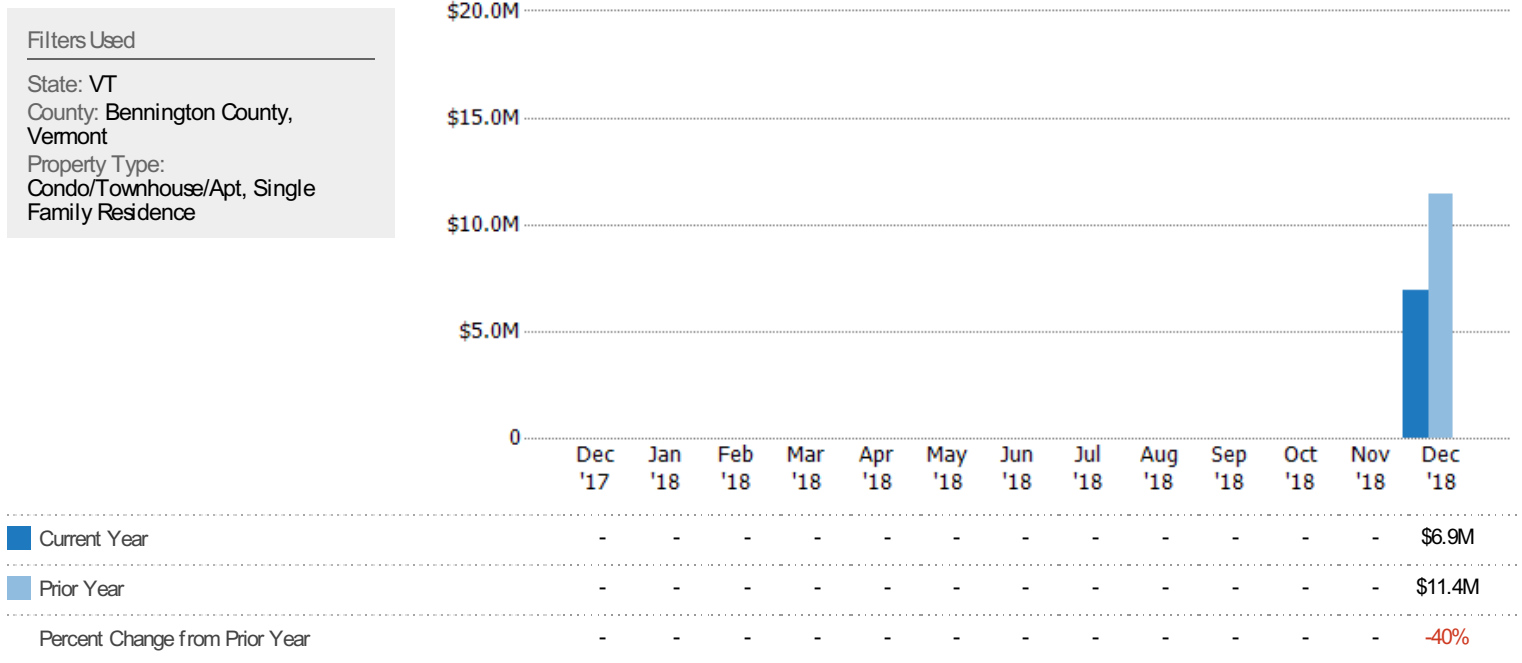 Filters Used
State: VT
County: Bennington County,
Vermont
Property Type:
Condo/Townhouse/Apt, Single
Family Residence
$20.0M
$15.0M
$10.0M
$5.0M
0
Dec Jan Feb Mar Apr May Jun Jul Aug Sep Oct Nov Dec
'17 '18 '18 '18 '18 '18 '18 '18 '18 '18 '18 '18 '18
Current Year - - - - - - - - - - - - $6.9M
Prior Year - - - - - - - - - - - - $11.4M
Percent Change from Prior Year - - - - - - - - - - - - -40%